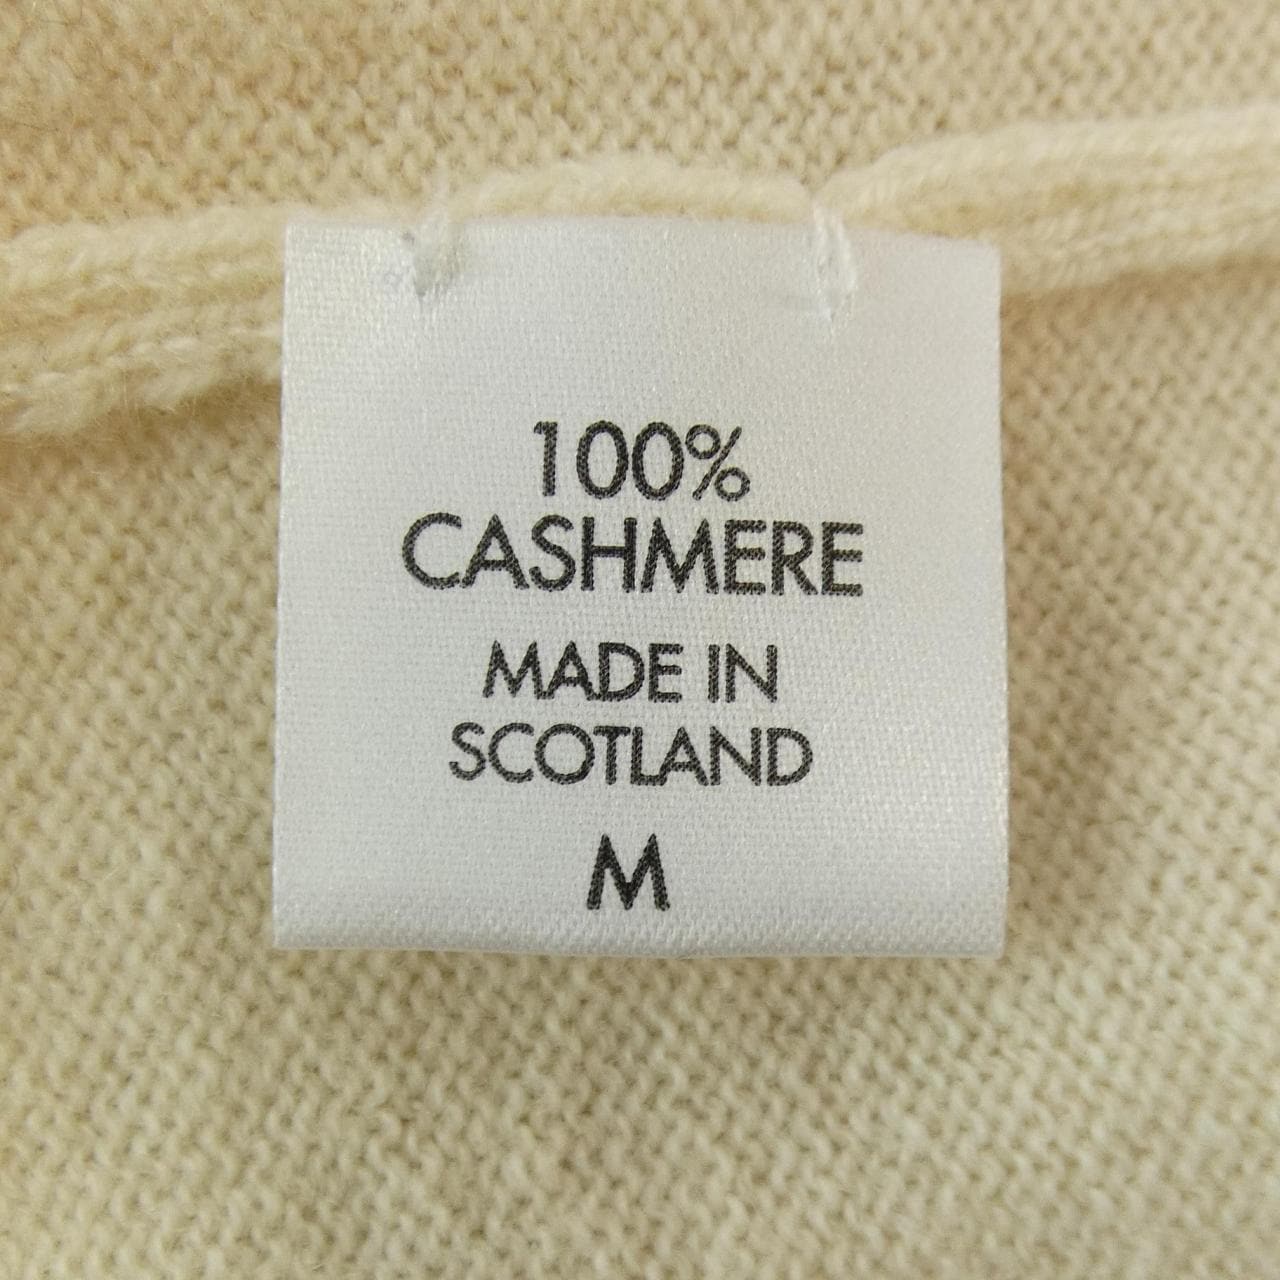 100%
CASHMERE
MADE IN
SCOTLAND
M